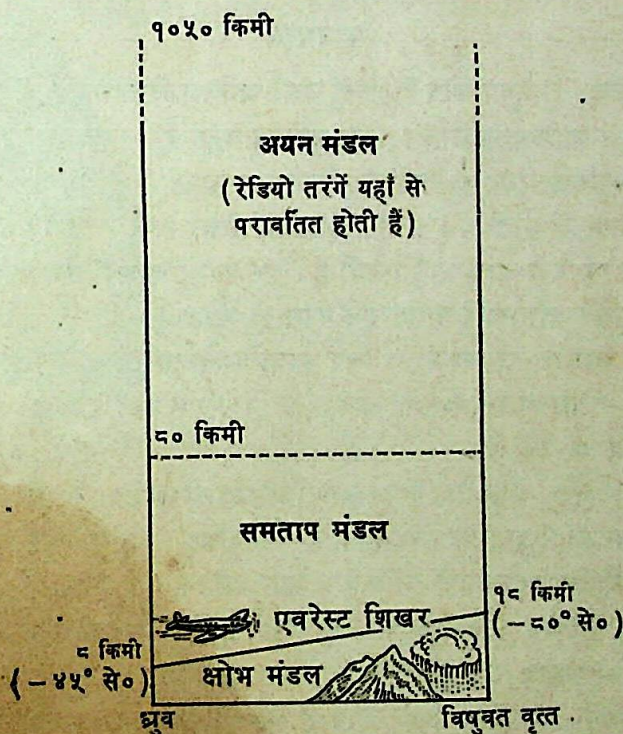 १०५० किमी
अयन मंडल
(रेडियो तरंगें यहाँ से
परावर्तित होती हैं)
८० किमी
समताप मंडल
१८ किमी
(–८०° से०)
एवरेस्ट शिखर
८ किमी
(–४५° से०)
क्षोभ मंडल
ध्रुव
विषुवत वृत्त